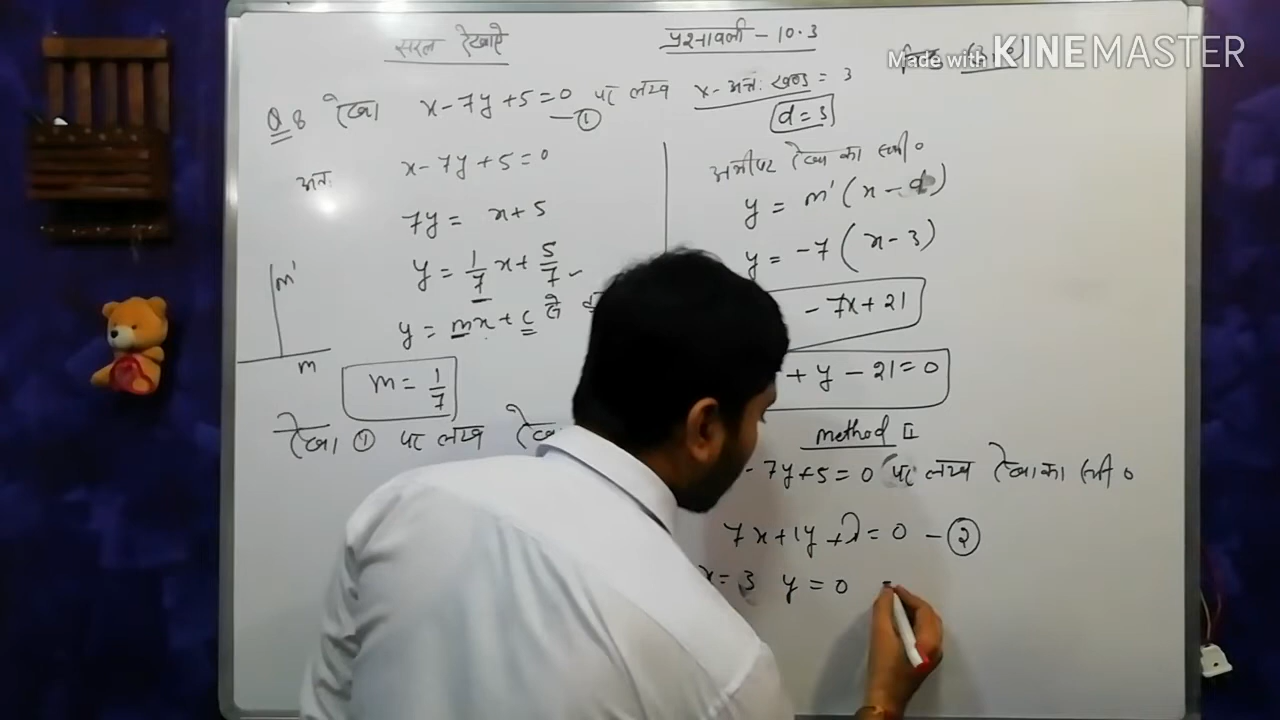 सरल रेखाएँ
प्रश्नावली - 10.3
Made with KINEMASTER
Q 8 रेखा x - 7y + 5 = 0 पर लम्ब x - अन्तः खण्ड = 3
①
d = 3
अतः x - 7y + 5 = 0
7y = x + 5
y = 1/7 x + 5/7
y = mx + c से
m'
m
m = 1/7
रेखा ① पर लम्ब
अभीष्ट रेखा का समी०
y = m' (x - d)
y = -7 (x - 3)
- 7x + 21
+ y - 21 = 0
method II
- 7y + 5 = 0 पर लम्ब रेखा का समी०
7x + 1y + λ = 0 - ②
x = 3 y = 0